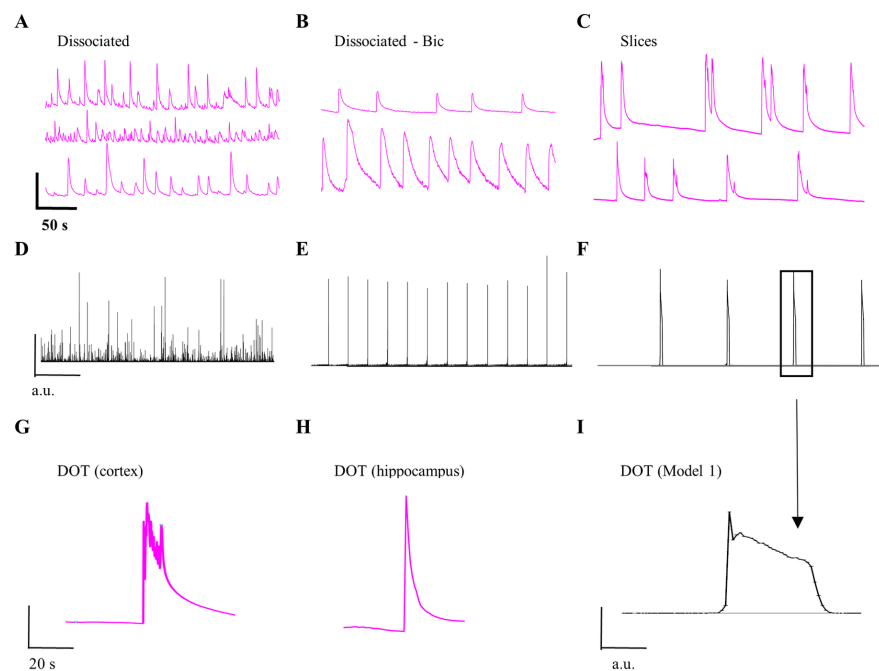 A
B
C
Dissociated
Dissociated - Bic
Slices
50 s
D
E
F
a.u.
G
H
I
DOT (cortex)
DOT (hippocampus)
DOT (Model 1)
20 s
a.u.